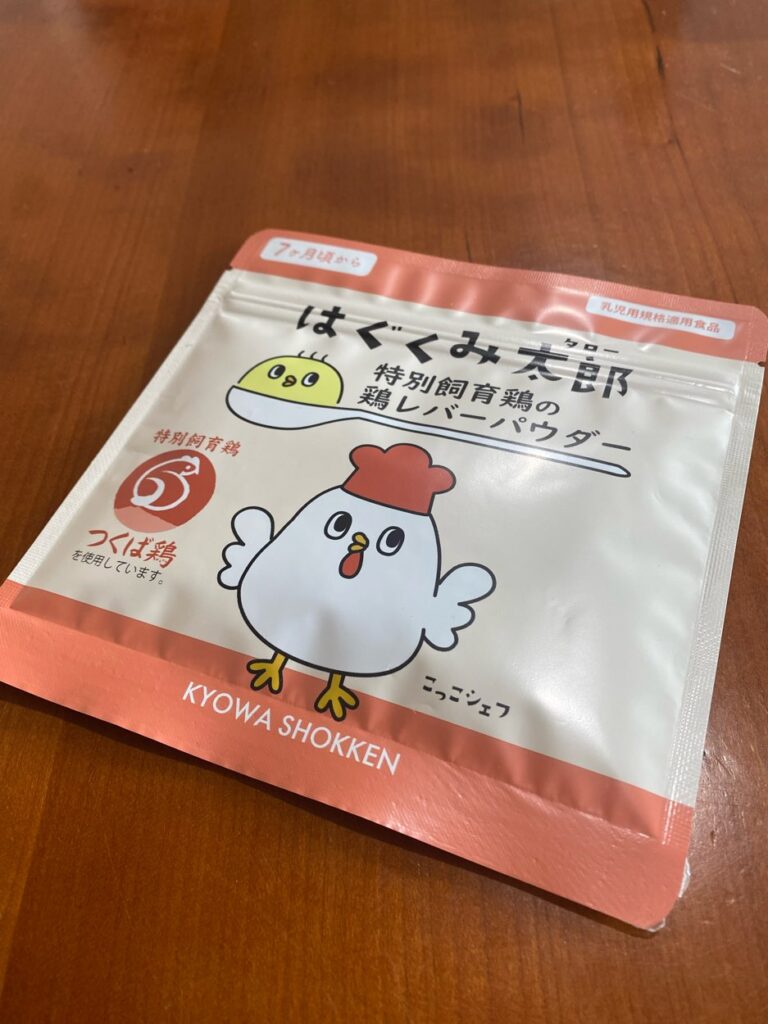 7ヶ月頃から
乳児用規格適用食品
はぐくみ太郎
タロー
特別飼育鶏の
鶏レバーパウダー
特別飼育鶏
つくば鶏
を使用しています。
こっこシェフ
KYOWA SHOKKEN